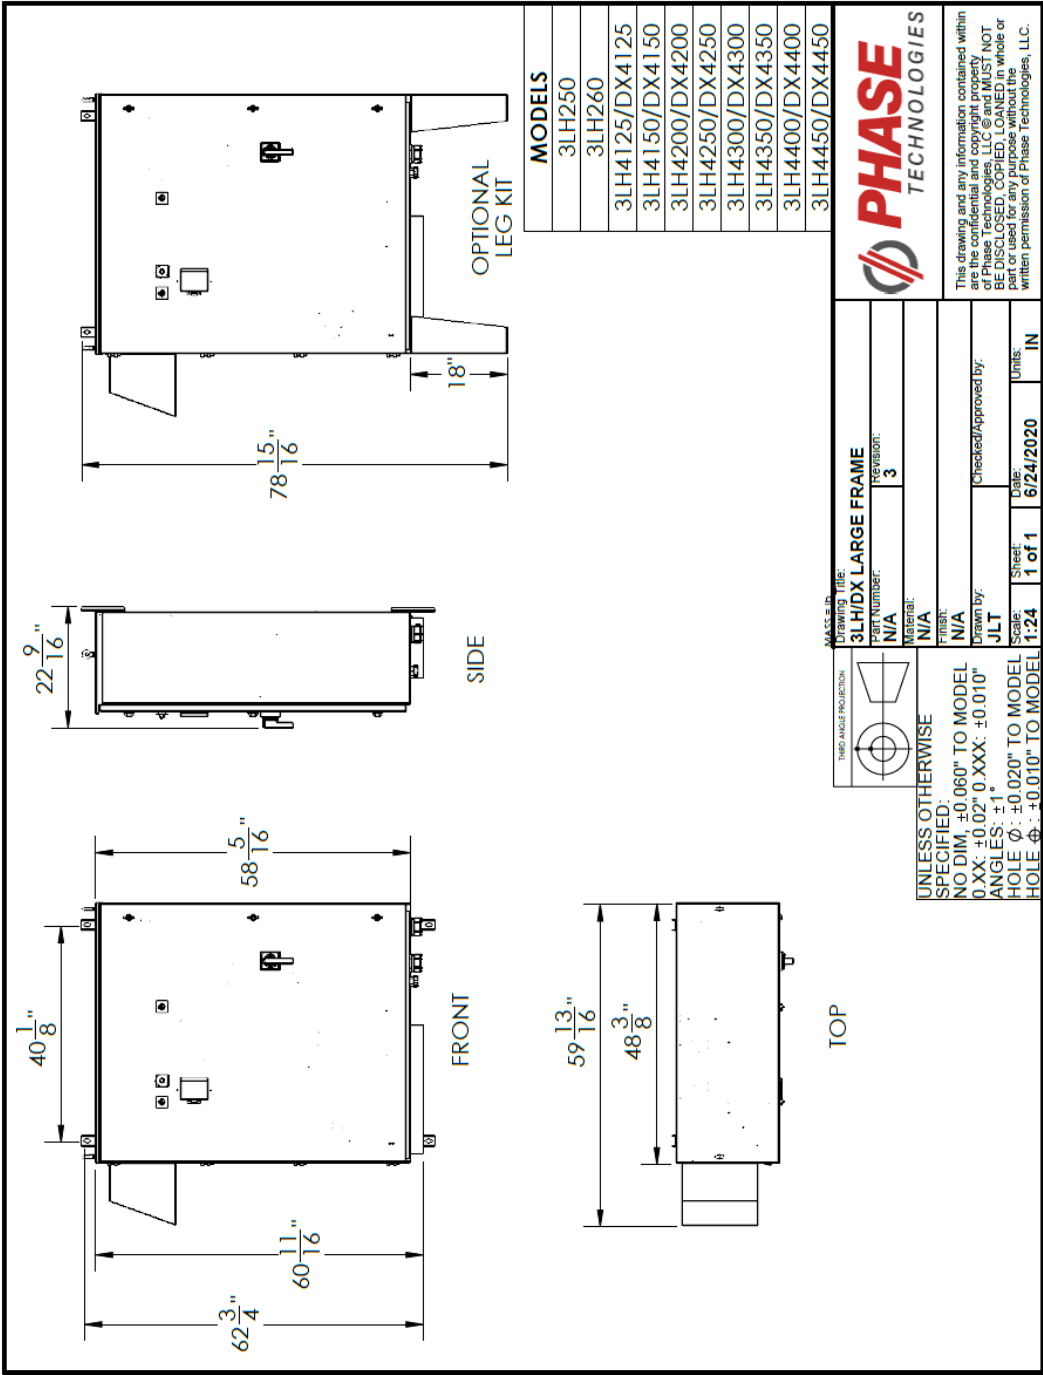 40 1/8"
58 5/16"
60 11/16"
62 3/4"
FRONT
22 9/16"
SIDE
78 15/16"
18"
OPTIONAL
LEG KIT
59 13/16"
48 3/8"
TOP
MODELS
3LH250
3LH260
3LH4125/DX4125
3LH4150/DX4150
3LH4200/DX4200
3LH4250/DX4250
3LH4300/DX4300
3LH4350/DX4350
3LH4400/DX4400
3LH4450/DX4450
UNLESS OTHERWISE
SPECIFIED:
NO DIM, ±0.060" TO MODEL
0.XX: ±0.02" 0.XXX: ±0.010"
ANGLES: ±1°
HOLE ∅: ±0.020" TO MODEL
HOLE ⌖: ±0.010" TO MODEL
THIRD ANGLE PROJECTION
MASS = lb
Drawing Title:
3LH/DX LARGE FRAME
Part Number:
N/A
Revision:
3
Material:
N/A
Finish:
N/A
Drawn by:
JLT
Checked/Approved by:
Scale:
1:24
Sheet:
1 of 1
Date:
6/24/2020
Units:
IN
PHASE
TECHNOLOGIES
This drawing and any information contained within
are the confidential and copyright property
of Phase Technologies, LLC © and MUST NOT
BE DISCLOSED, COPIED, LOANED in whole or
part or used for any purpose without the
written permission of Phase Technologies, LLC.